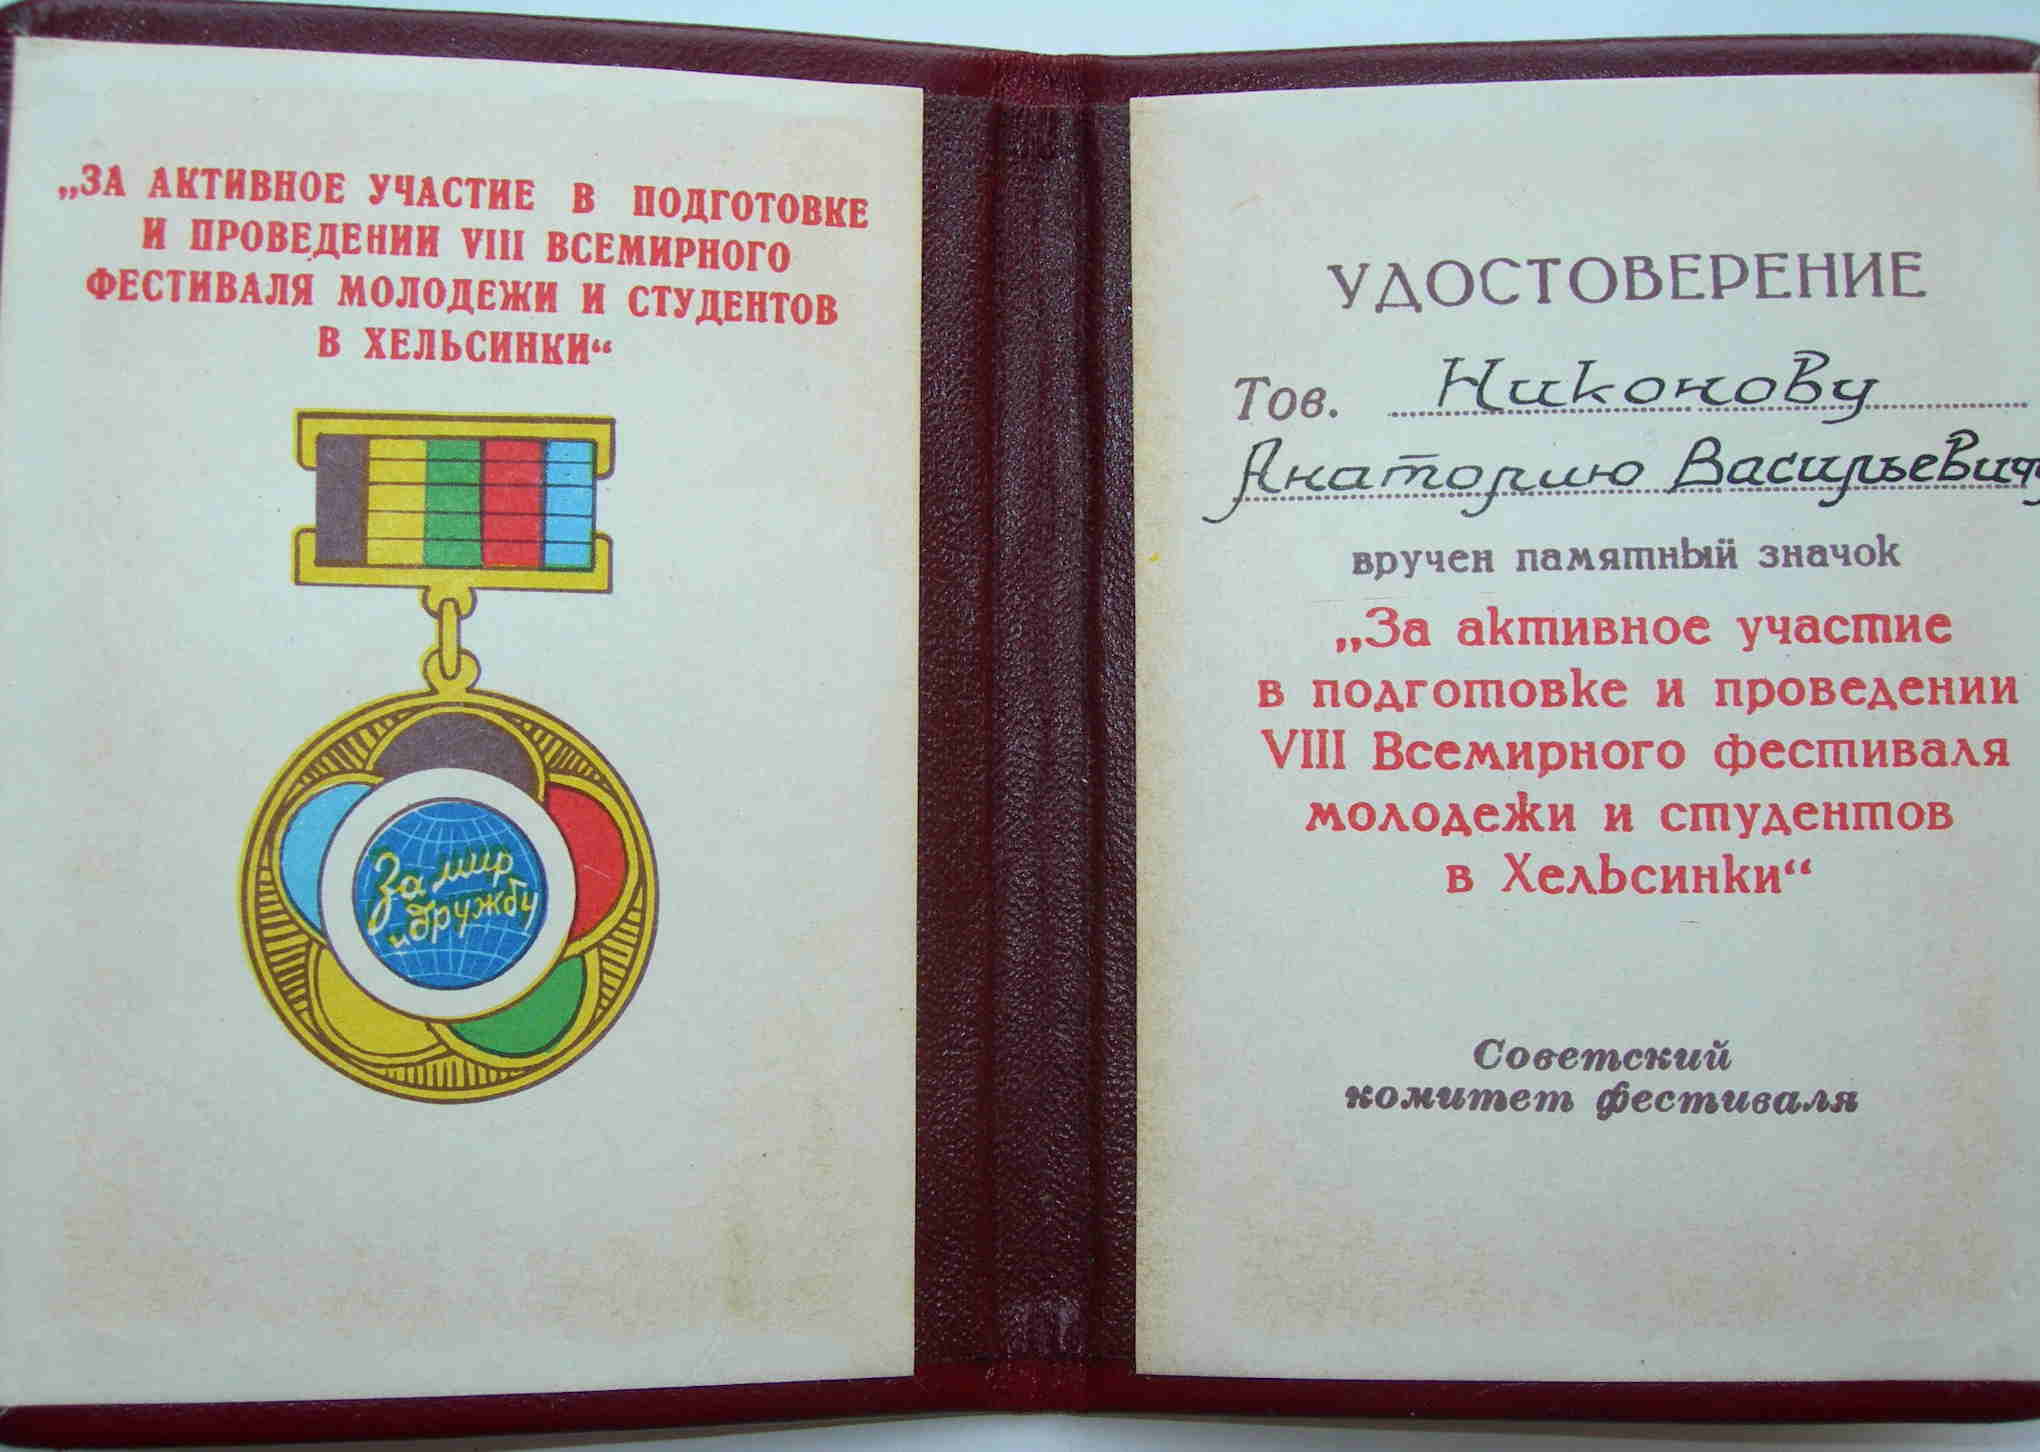 „ЗА АКТИВНОЕ УЧАСТИЕ В ПОДГОТОВКЕ
И ПРОВЕДЕНИИ VIII ВСЕМИРНОГО
ФЕСТИВАЛЯ МОЛОДЕЖИ И СТУДЕНТОВ
В ХЕЛЬСИНКИ“
За мир
и дружбу
УДОСТОВЕРЕНИЕ
Тов. Никонову
Анатолию Васильевичу
вручен памятный значок
„За активное участие
в подготовке и проведении
VIII Всемирного фестиваля
молодежи и студентов
в Хельсинки“
Советский
комитет фестиваля